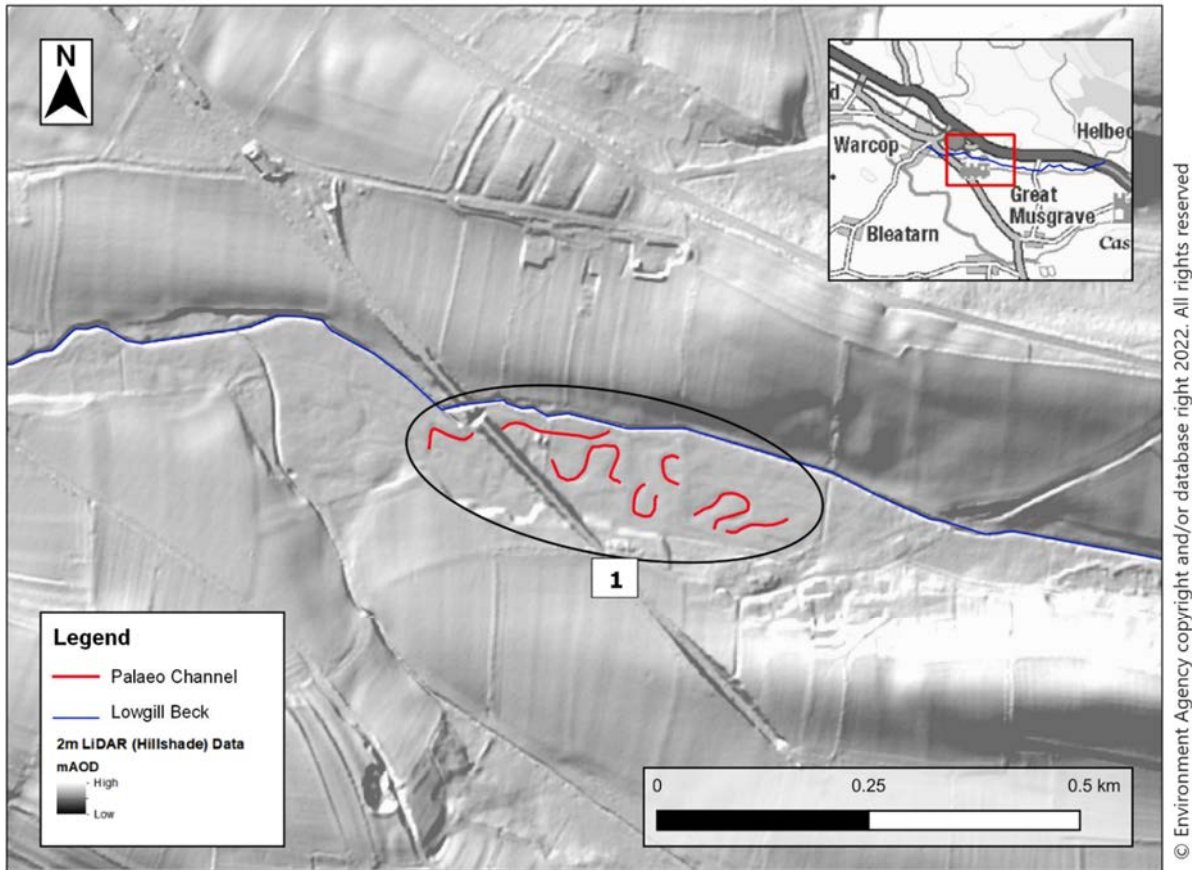 N
d.
Warcop
Helbec
Great
Musgrave
Bleatarn
Cas
1
Legend
Palaeo Channel
Lowgill Beck
2m LiDAR (Hillshade) Data
mAOD
High
Low
0
0.25
0.5 km
© Environment Agency copyright and/or database right 2022. All rights reserved